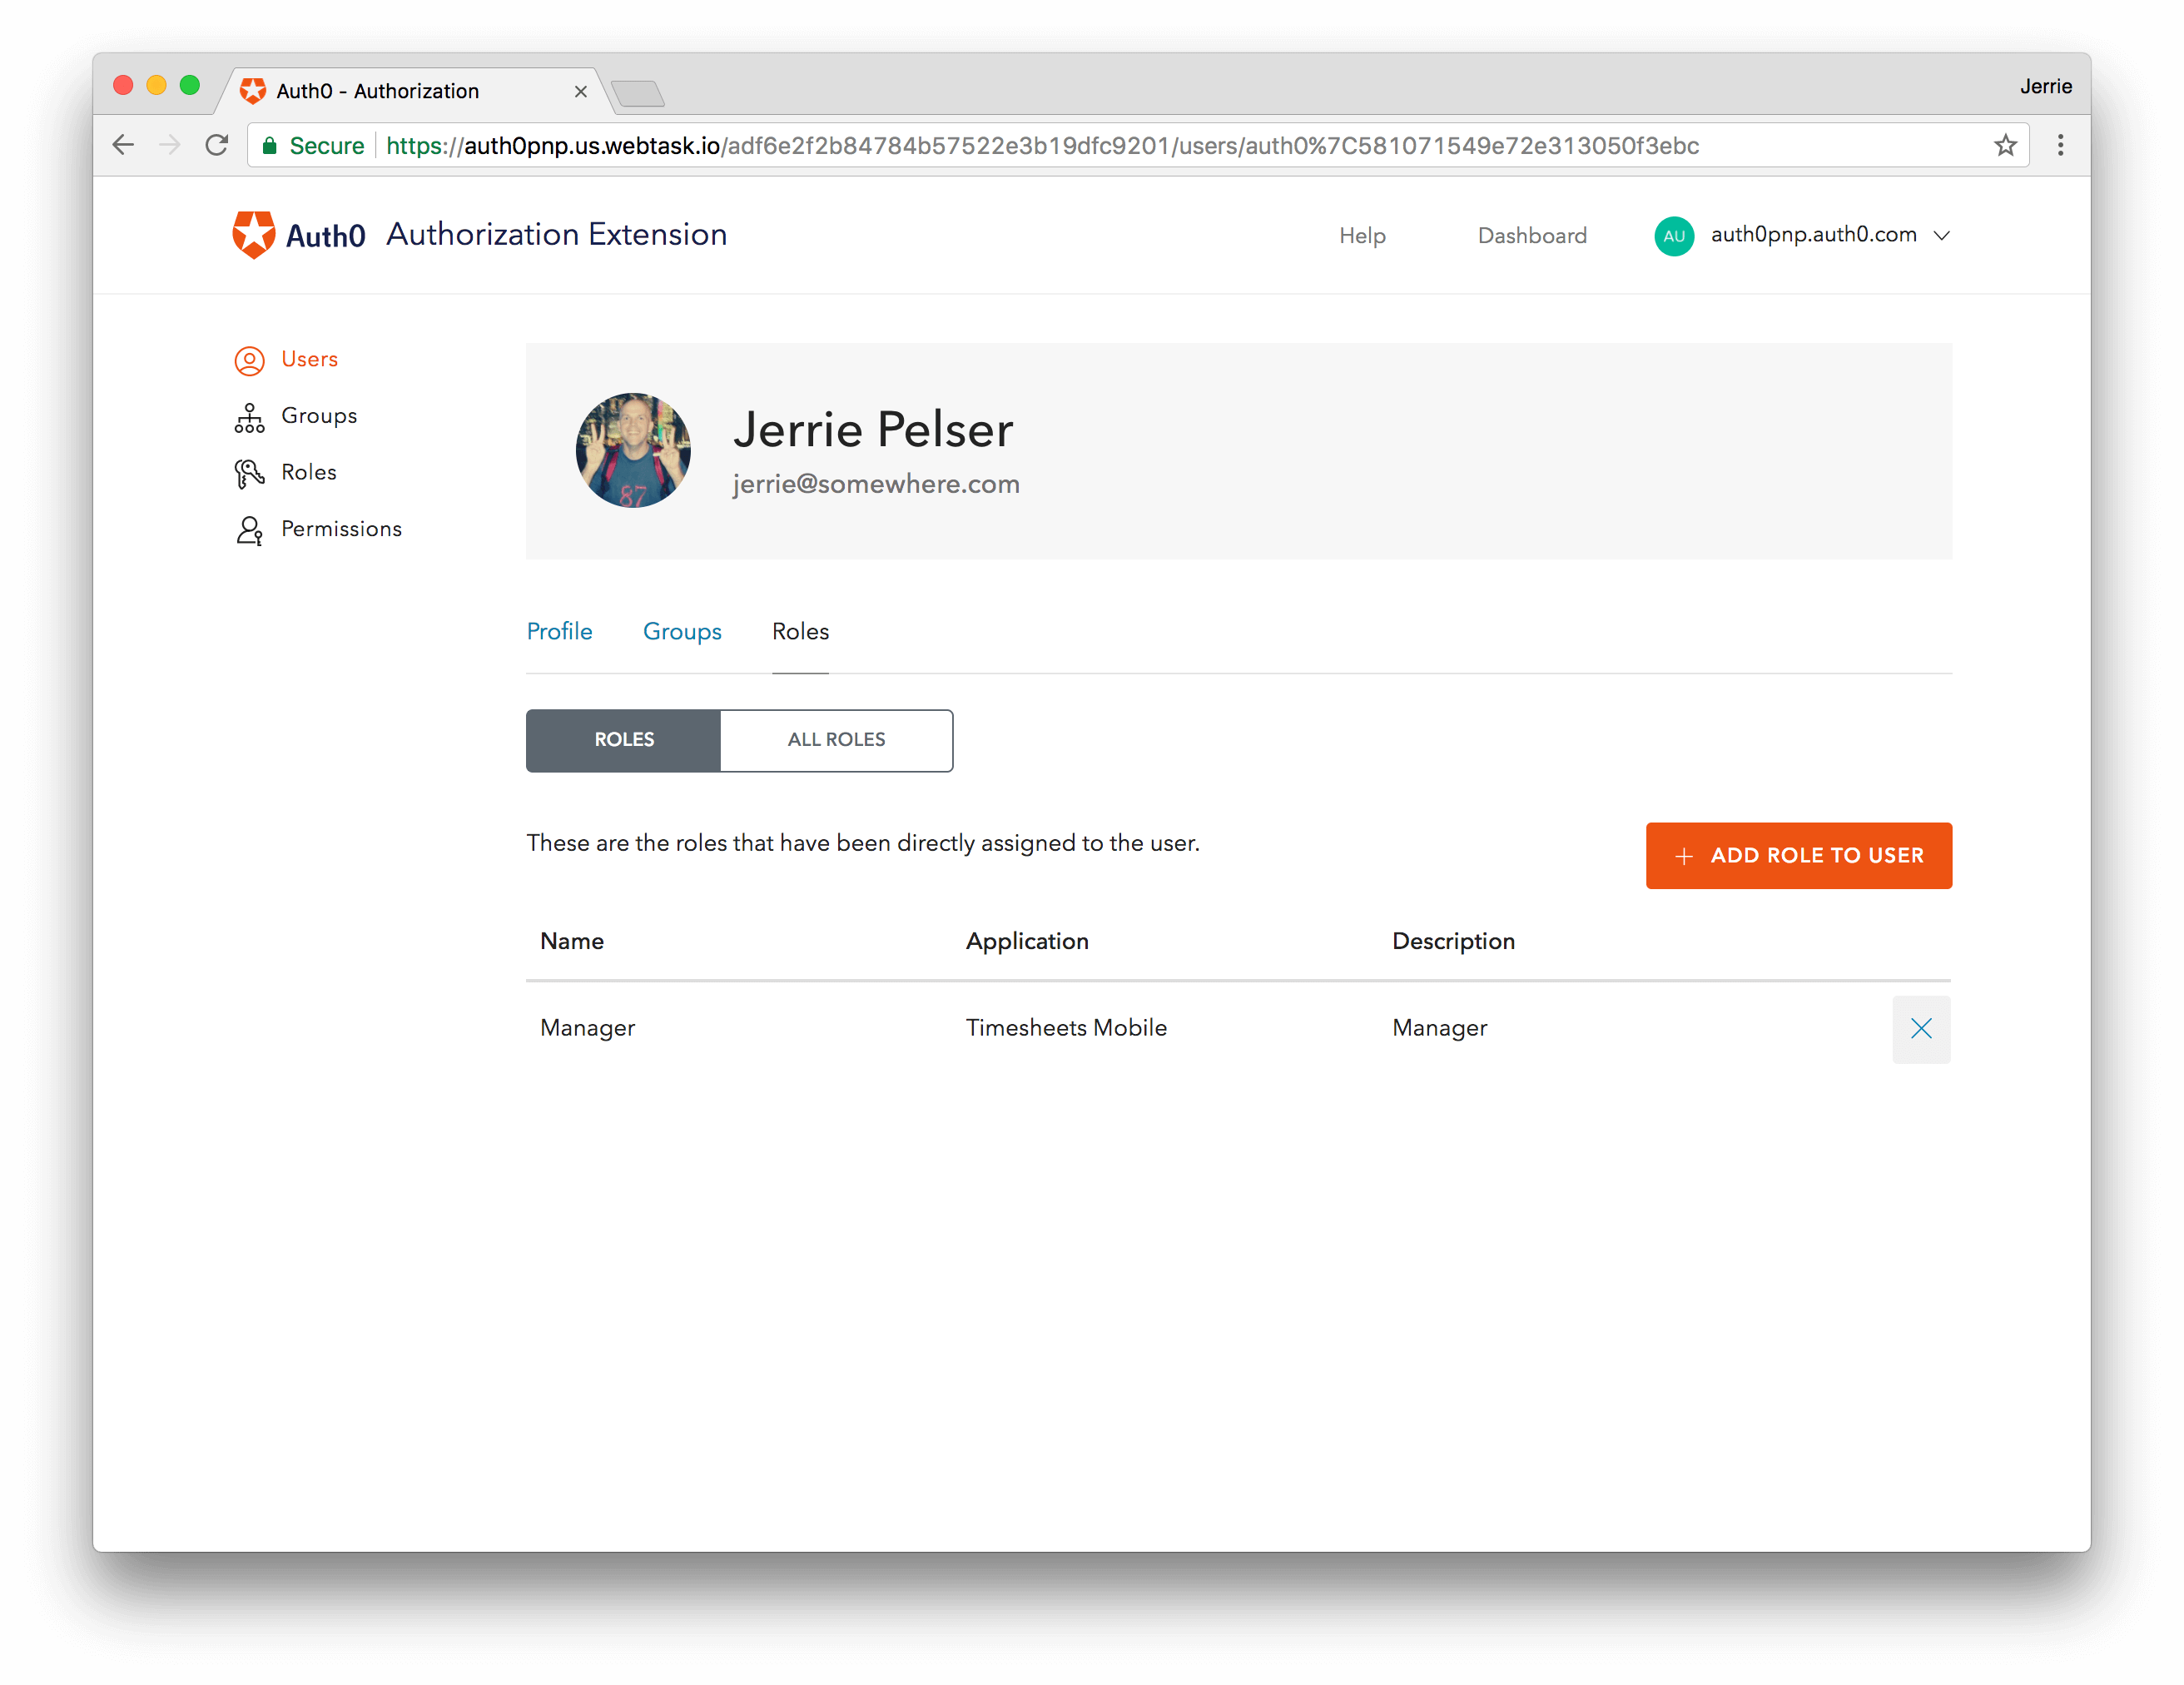 Auth0 - Authorization
Jerrie
Secure https://auth0pnp.us.webtask.io/adf6e2f2b84784b57522e3b19dfc9201/users/auth0%7C581071549e72e313050f3ebc
Auth0 Authorization Extension
Help
Dashboard
AU auth0pnp.auth0.com
Users
Groups
Roles
Permissions
Jerrie Pelser
jerrie@somewhere.com
87
Profile Groups Roles
ROLES ALL ROLES
These are the roles that have been directly assigned to the user.
ADD ROLE TO USER
Name Application Description
Manager Timesheets Mobile Manager